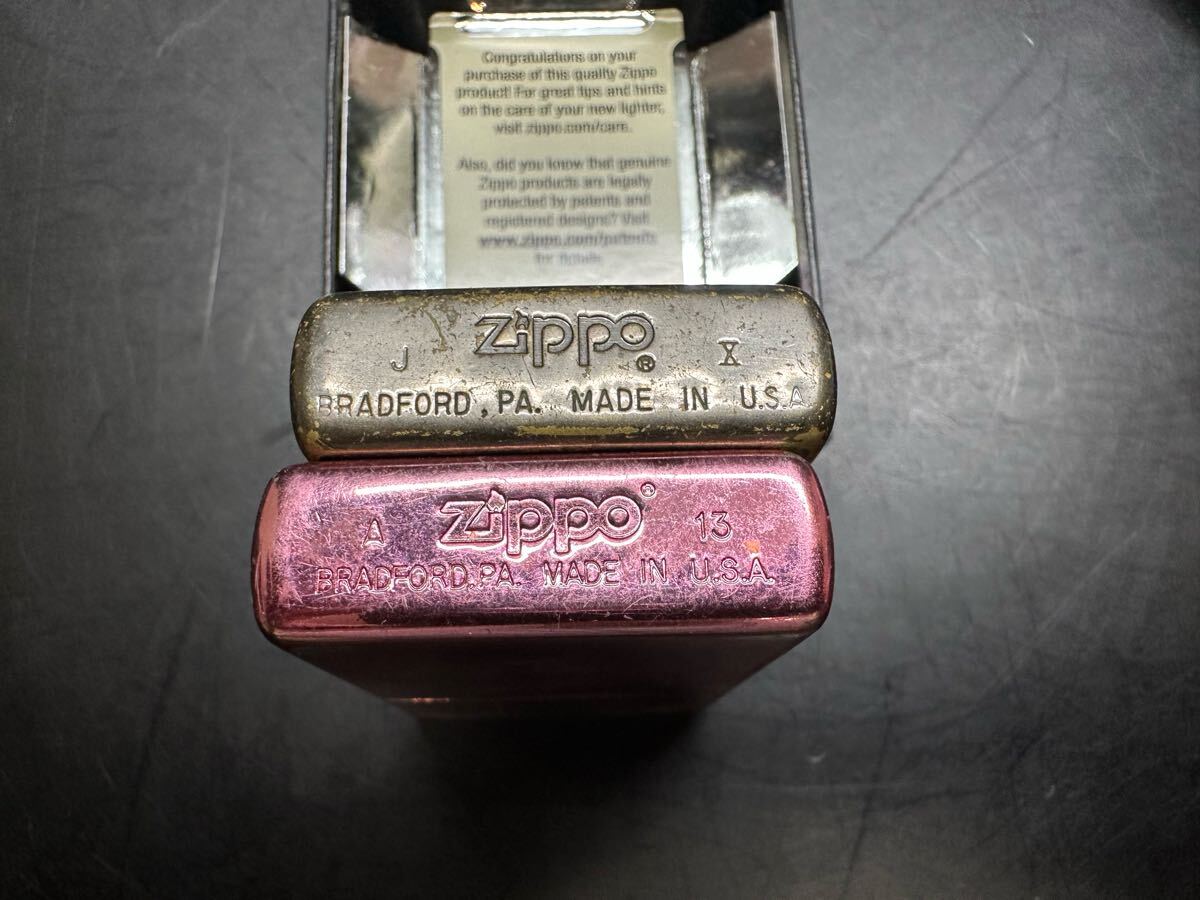 Congratulations on your
purchase of this quality Zippo
product! For great tips and hints
on the care of your new lighter,
visit zippo.com/care.
Also, did you know that genuine
Zippo products are legally
protected by patents and
registered designs? Visit
www.zippo.com/patents
for details.
J Zippo® X
BRADFORD, PA. MADE IN U.S.A
A Zippo® 13
BRADFORD, PA. MADE IN U.S.A.